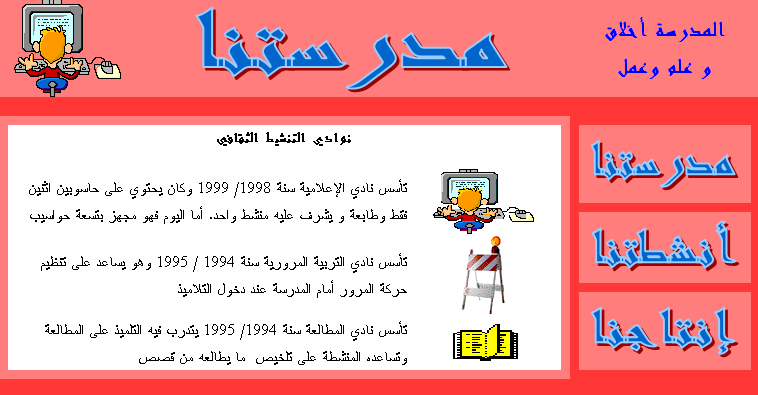 مدرستنا
المدرسة أخلاق
و علم وعمل
نوادي التنشيط الثقافي
تأسس نادي الإعلامية سنة 1998/ 1999 وكان يحتوي على حاسوبين اثنين
فقط وطابعة و يشرف عليه منشط واحد. أما اليوم فهو مجهز بتسعة حواسيب
تأسس نادي التربية المرورية سنة 1994 / 1995 وهو يساعد على تنظيم
حركة المرور أمام المدرسة عند دخول التلاميذ
تأسس نادي المطالعة سنة 1994/ 1995 يتدرب فيه التلميذ على المطالعة
وتساعده المنشطة على تلخيص ما يطالعه من قصص
مدرستنا
أنشطتنا
إنتاجنا